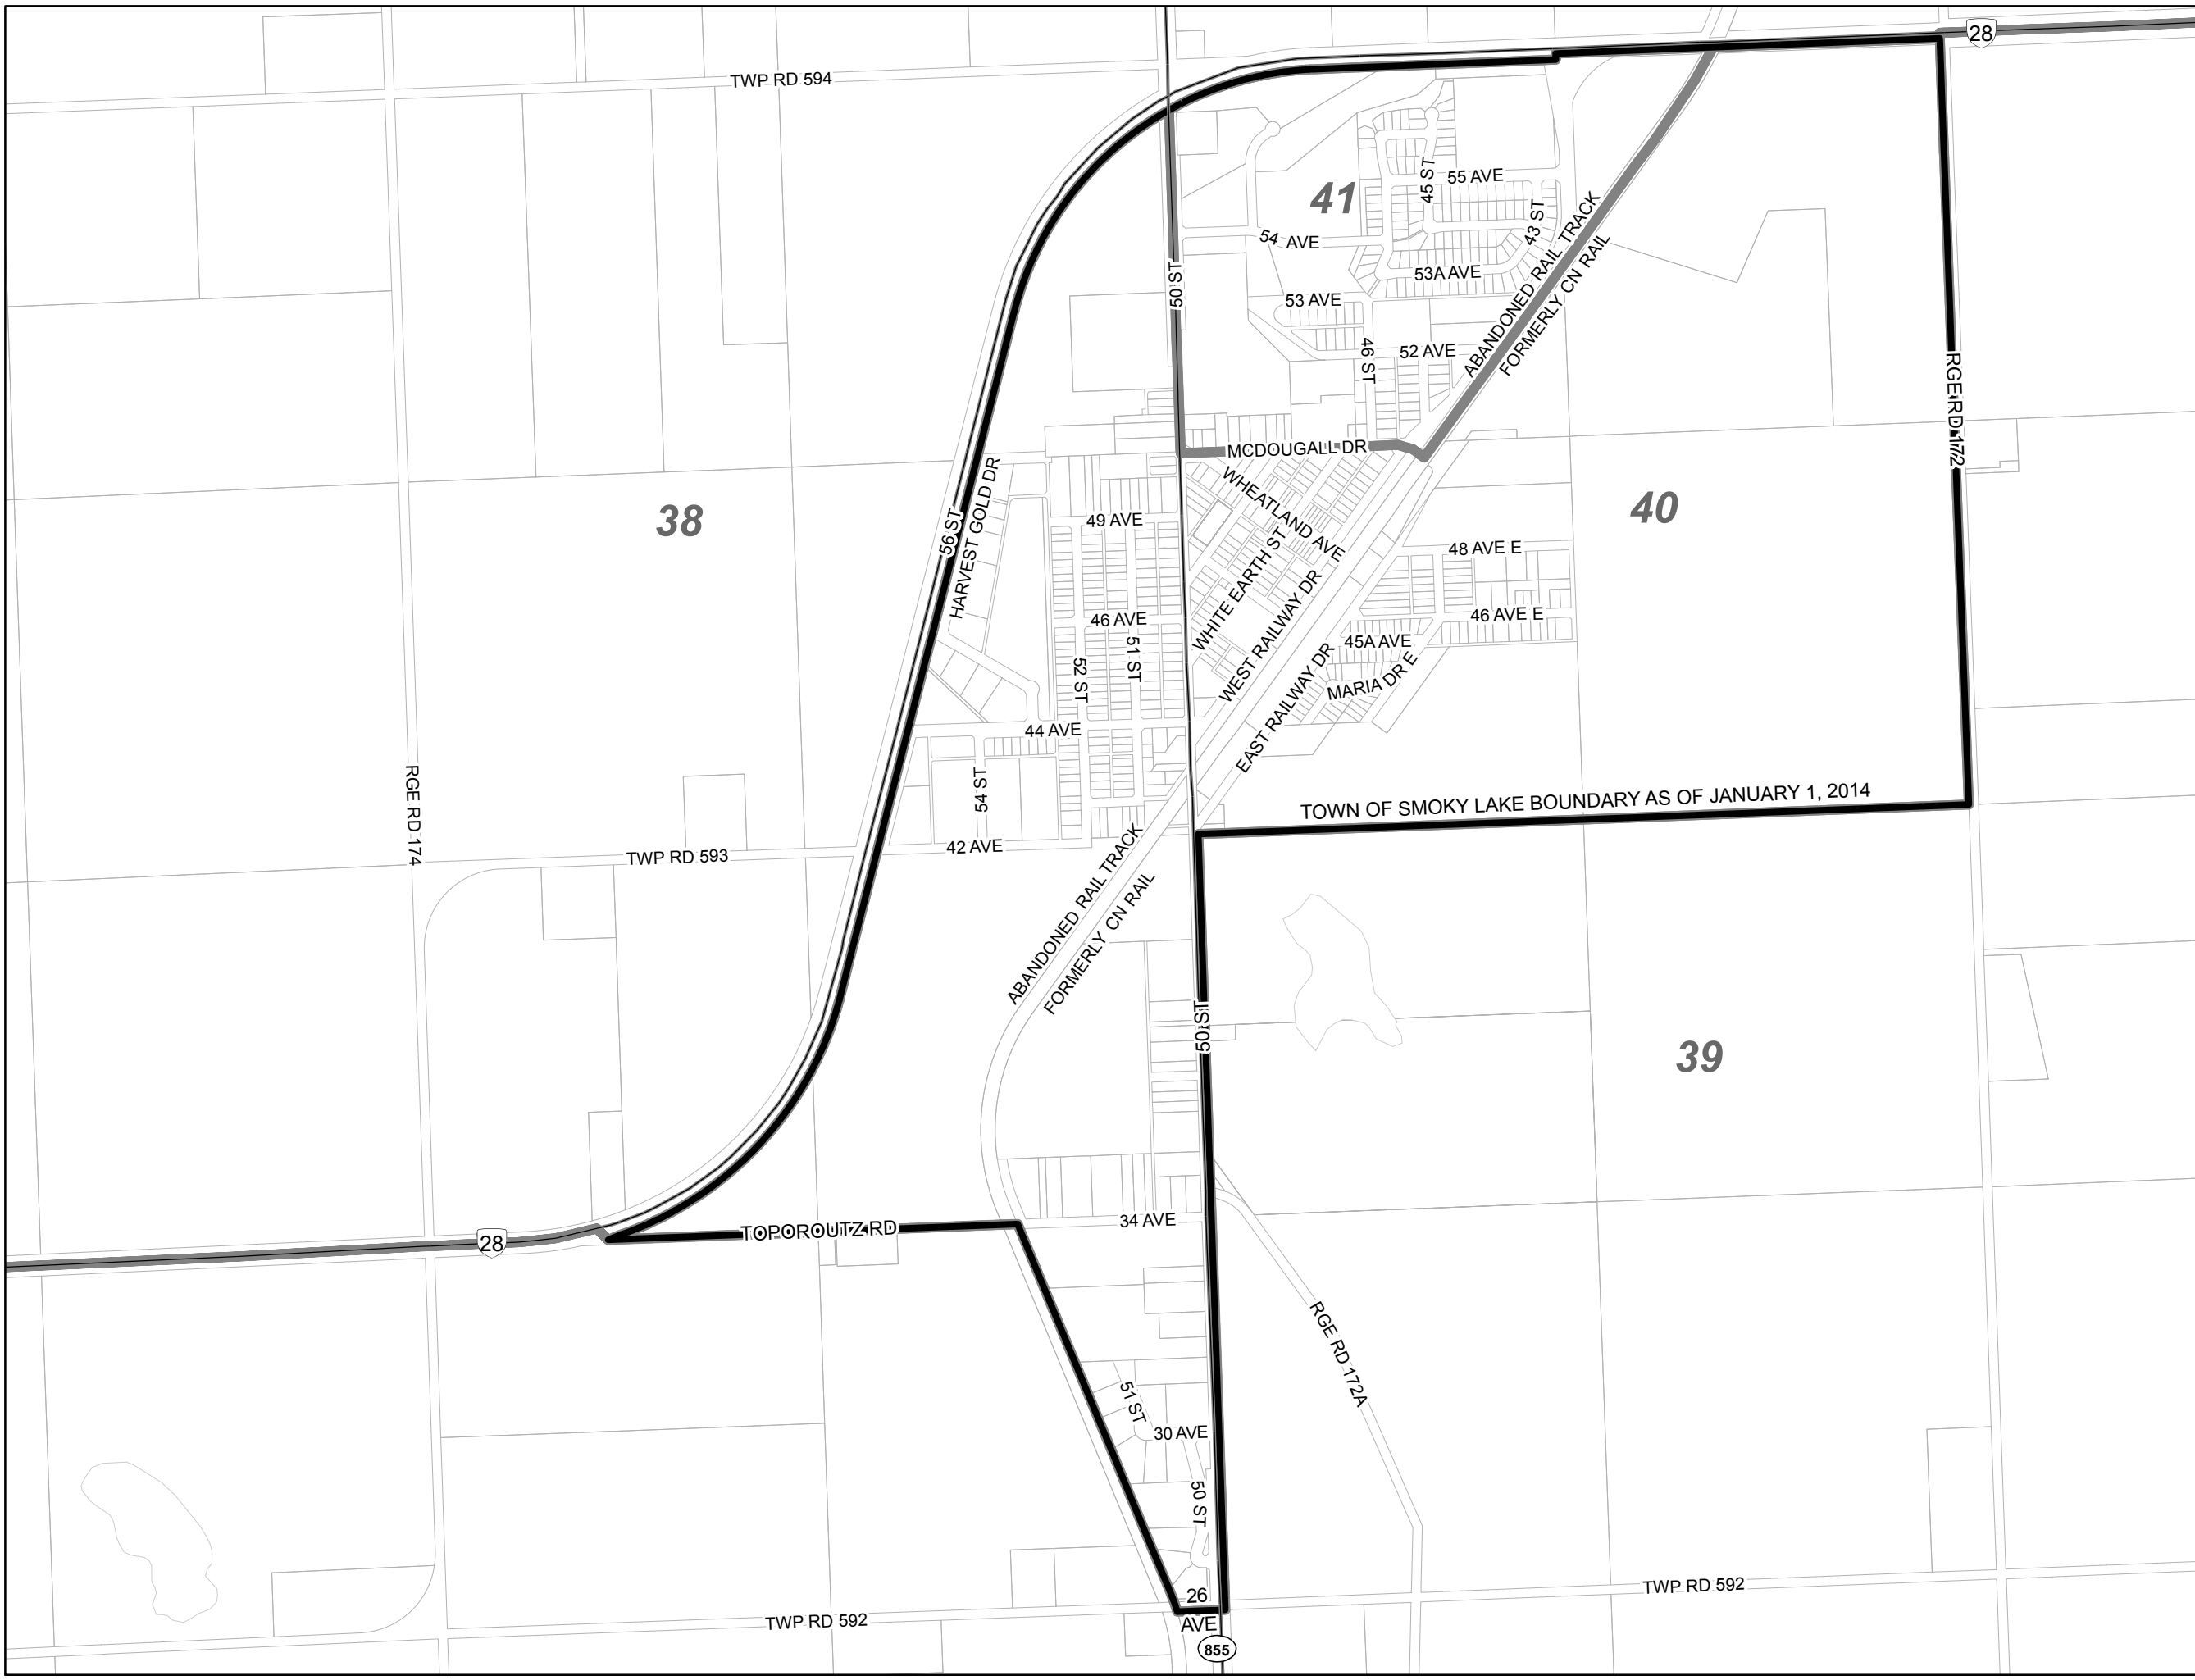 28
TWP RD 594
55 AVE
45 ST
41
43 ST
54 AVE
53A AVE
50 ST
53 AVE
ABANDONED RAIL TRACK
FORMERLY CN RAIL
46 ST
52 AVE
RGE RD 172
MCDOUGALL DR
WHEATLAND AVE
38
40
49 AVE
56 ST
HARVEST GOLD DR
48 AVE E
WHITE EARTH ST
46 AVE
46 AVE E
WEST RAILWAY DR
45A AVE
51 ST
52 ST
MARIA DR E
EAST RAILWAY DR
44 AVE
54 ST
RGE RD 174
TOWN OF SMOKY LAKE BOUNDARY AS OF JANUARY 1, 2014
42 AVE
TWP RD 593
ABANDONED RAIL TRACK
FORMERLY CN RAIL
50 ST
39
34 AVE
TOPOROUTZ RD
28
RGE RD 172A
51 ST
30 AVE
50 ST
TWP RD 592
26
AVE
TWP RD 592
855